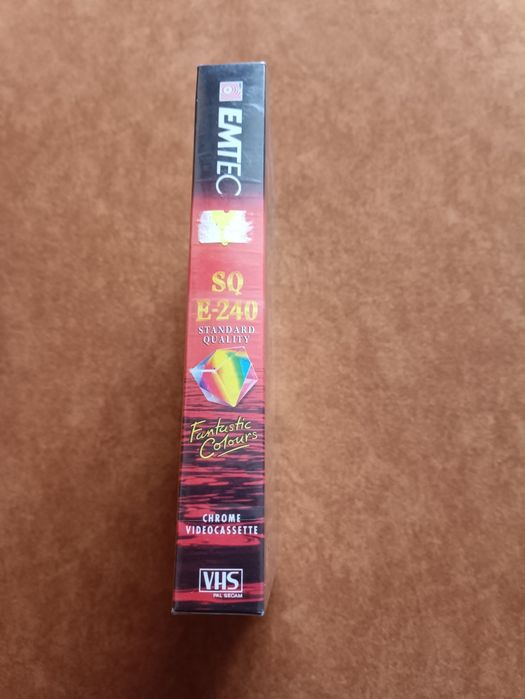 EMTEC
SQ
E-240
STANDARD
QUALITY
Fantastic
Colours
CHROME
VIDEOCASSETTE
VHS
PAL SECAM